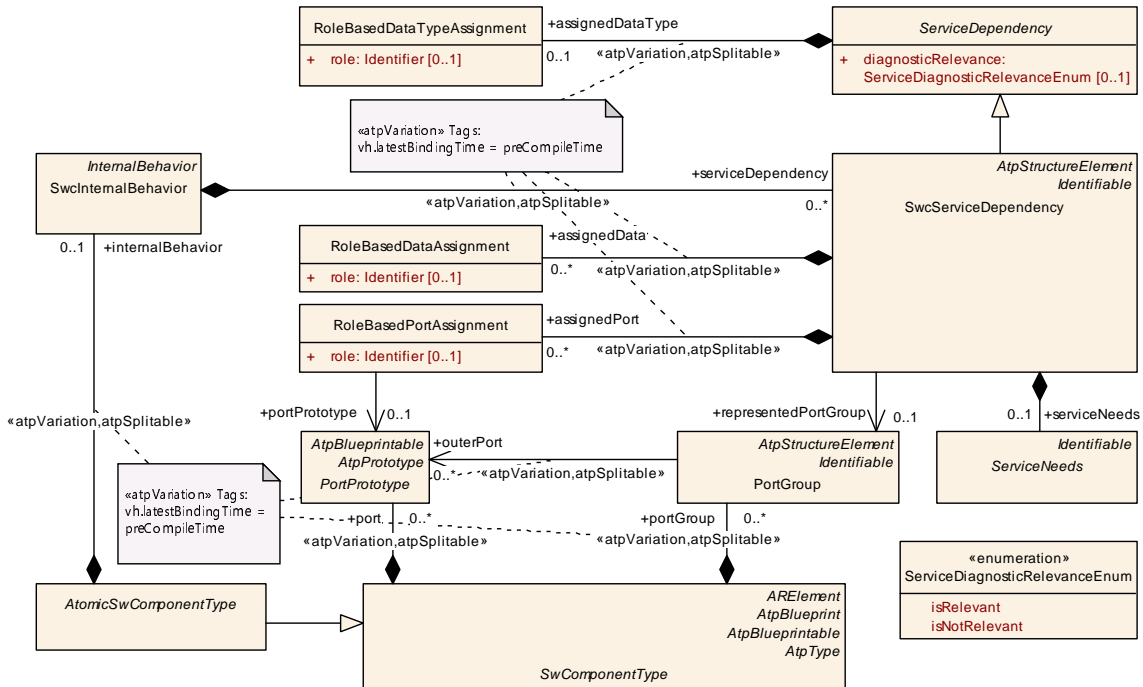 RoleBasedDataTypeAssignment
+ role: Identifier [0..1]
+assignedDataType
0..1
«atpVariation,atpSplitable»
ServiceDependency
+ diagnosticRelevance:
ServiceDiagnosticRelevanceEnum [0..1]
«atpVariation» Tags:
vh.latestBindingTime = preCompileTime
InternalBehavior
SwcInternalBehavior
+serviceDependency
«atpVariation,atpSplitable»
0..*
AtpStructureElement
Identifiable
SwcServiceDependency
0..1
+internalBehavior
RoleBasedDataAssignment
+ role: Identifier [0..1]
+assignedData
0..*
«atpVariation,atpSplitable»
RoleBasedPortAssignment
+ role: Identifier [0..1]
+assignedPort
0..*
«atpVariation,atpSplitable»
«atpVariation,atpSplitable»
+portPrototype
0..1
+representedPortGroup
0..1
0..1
+serviceNeeds
AtpBlueprintable
AtpPrototype
PortPrototype
+outerPort
0..*
«atpVariation,atpSplitable»
AtpStructureElement
Identifiable
PortGroup
Identifiable
ServiceNeeds
«atpVariation» Tags:
vh.latestBindingTime =
preCompileTime
+port
0..*
«atpVariation,atpSplitable»
+portGroup
0..*
«atpVariation,atpSplitable»
«enumeration»
ServiceDiagnosticRelevanceEnum
isRelevant
isNotRelevant
AtomicSwComponentType
ARElement
AtpBlueprint
AtpBlueprintable
AtpType
SwComponentType